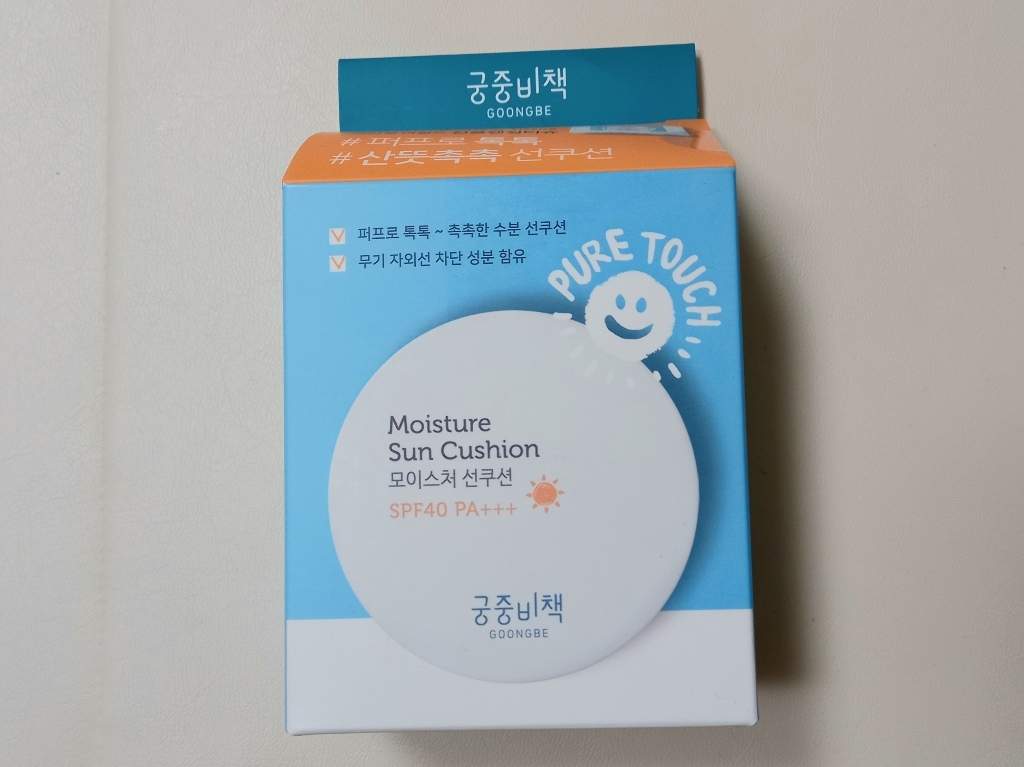 궁중비책
GOONGBE
#퍼프로 톡톡
#산뜻촉촉 선쿠션
퍼프로 톡톡 ~ 촉촉한 수분 선쿠션
무기 자외선 차단 성분 함유
PURE TOUCH
Moisture
Sun Cushion
모이스처 선쿠션
SPF40 PA+++
궁중비책
GOONGBE